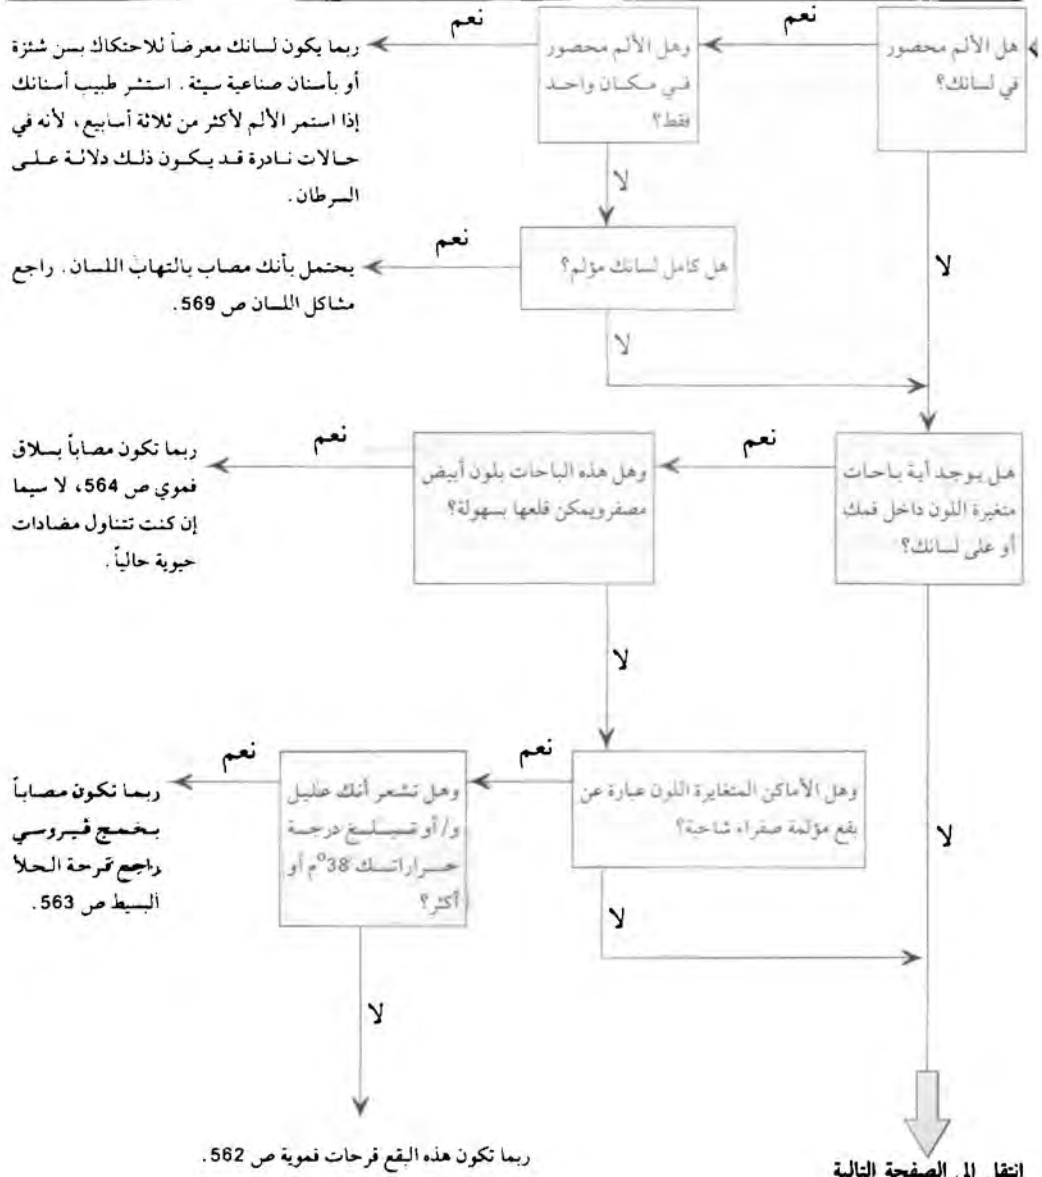 هل الألم محصور
في لسانك؟
نعم
وهل الألم محصور
في مكان واحد
فقط؟
نعم
ربما يكون لسانك معرضاً للاحتكاك بسن شئزة
أو بأسنان صناعية سيئة. استشر طبيب أسنانك
إذا استمر الألم لأكثر من ثلاثة أسابيع، لأنه في
حالات نادرة قد يكون ذلك دلالة على
السرطان.
لا
لا
هل كامل لسانك مؤلم؟
نعم
يحتمل بأنك مصاب بالتهاب اللسان. راجع
مشاكل اللسان ص 569.
لا
هل يوجد أية باحات
متغيرة اللون داخل فمك
أو على لسانك؟
نعم
وهل هذه الباحات بلون أبيض
مصفر ويمكن قلعها بسهولة؟
نعم
ربما تكون مصاباً بسلاق
فموي ص 564، لا سيما
إن كنت تتناول مضادات
حيوية حالياً.
لا
لا
وهل الأماكن المتغايرة اللون عبارة عن
بقع مؤلمة صفراء شاحبة؟
نعم
وهل تشعر أنك عليل
و/أو تبلغ درجة
حراراتك 38°م أو
أكثر؟
نعم
ربما تكون مصاباً
بخمج ڤيروسي
راجع قرحة الحلأ
البسيط ص 563.
لا
لا
ربما تكون هذه البقع قرحات فموية ص 562.
انتقل إلى الصفحة التالية